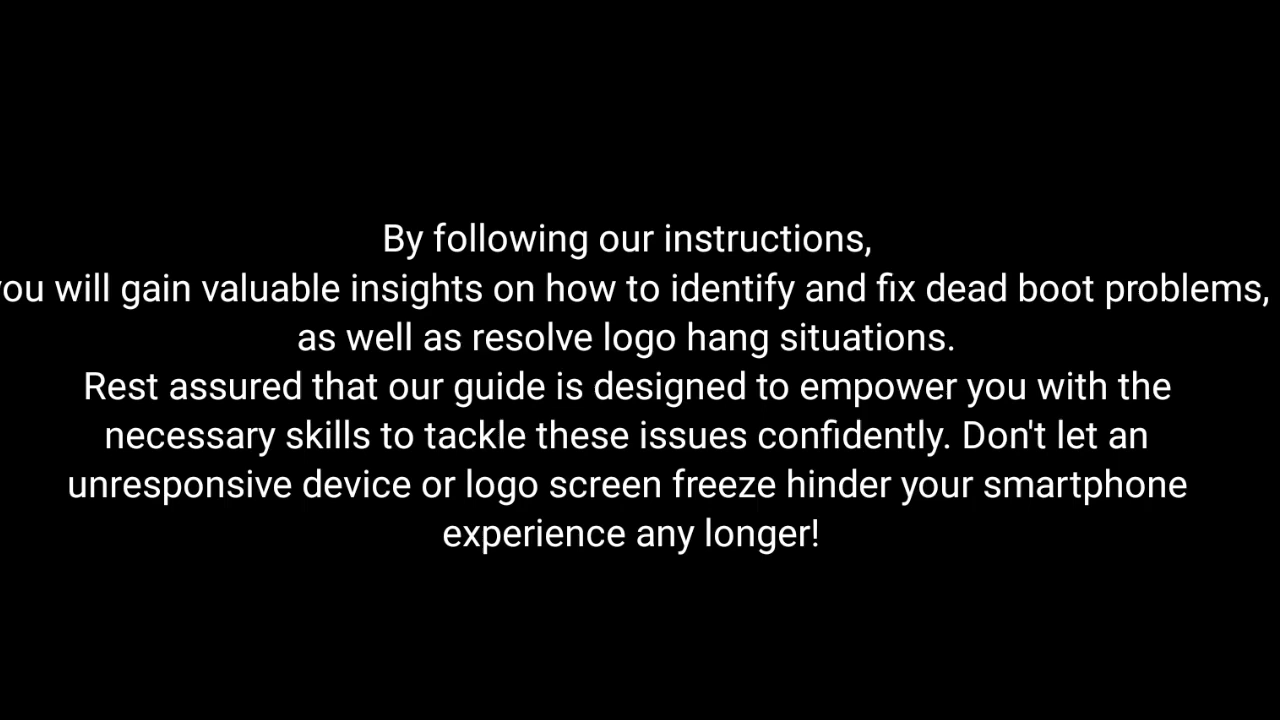 By following our instructions,
you will gain valuable insights on how to identify and fix dead boot problems,
as well as resolve logo hang situations.
Rest assured that our guide is designed to empower you with the
necessary skills to tackle these issues confidently. Don't let an
unresponsive device or logo screen freeze hinder your smartphone
experience any longer!